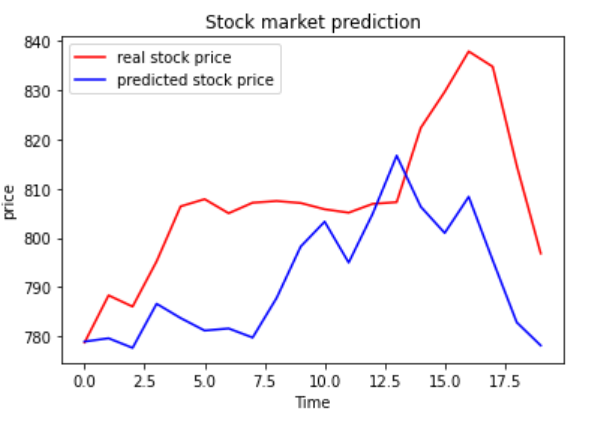 Stock market prediction
840
830
820
810
800
790
780
price
real stock price
predicted stock price
0.0 2.5 5.0 7.5 10.0 12.5 15.0 17.5
Time